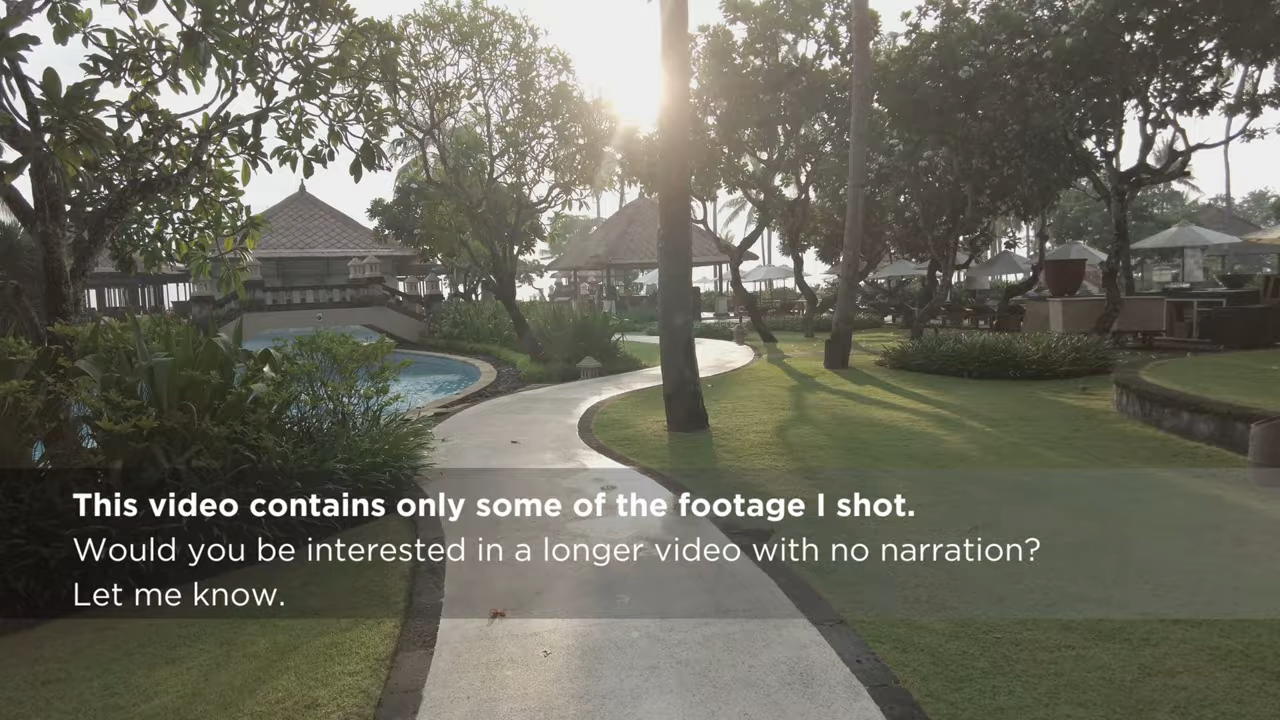 This video contains only some of the footage I shot.
Would you be interested in a longer video with no narration?
Let me know.